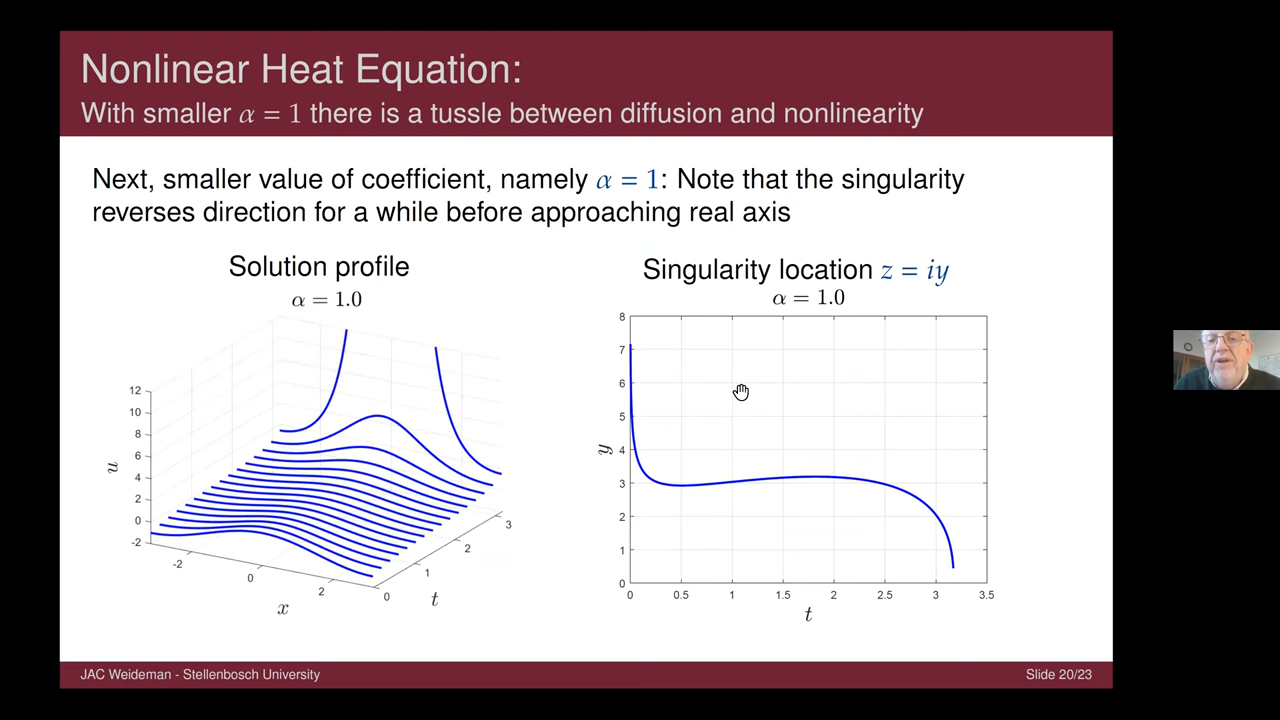 Nonlinear Heat Equation:
With smaller α = 1 there is a tussle between diffusion and nonlinearity
Next, smaller value of coefficient, namely α = 1: Note that the singularity
reverses direction for a while before approaching real axis
Solution profile
α = 1.0
12
10
8
6
4
2
0
-2
u
-2
0
2
x
0
1
2
3
t
Singularity location z = iy
α = 1.0
8
7
6
5
4
3
2
1
0
y
0 0.5 1 1.5 2 2.5 3 3.5
t
JAC Weideman - Stellenbosch University
Slide 20/23